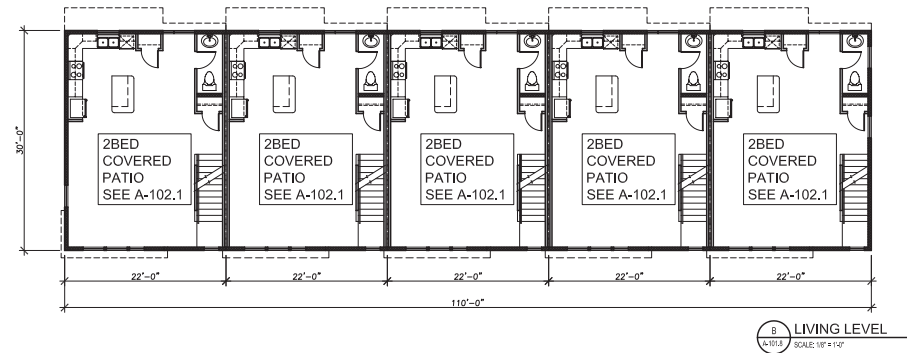 30'-0"
2BED
COVERED
PATIO
SEE A-102.1
2BED
COVERED
PATIO
SEE A-102.1
2BED
COVERED
PATIO
SEE A-102.1
2BED
COVERED
PATIO
SEE A-102.1
2BED
COVERED
PATIO
SEE A-102.1
22'-0" 22'-0" 22'-0" 22'-0" 22'-0"
110'-0"
B
A-101.8
LIVING LEVEL
SCALE: 1/8" = 1'-0"